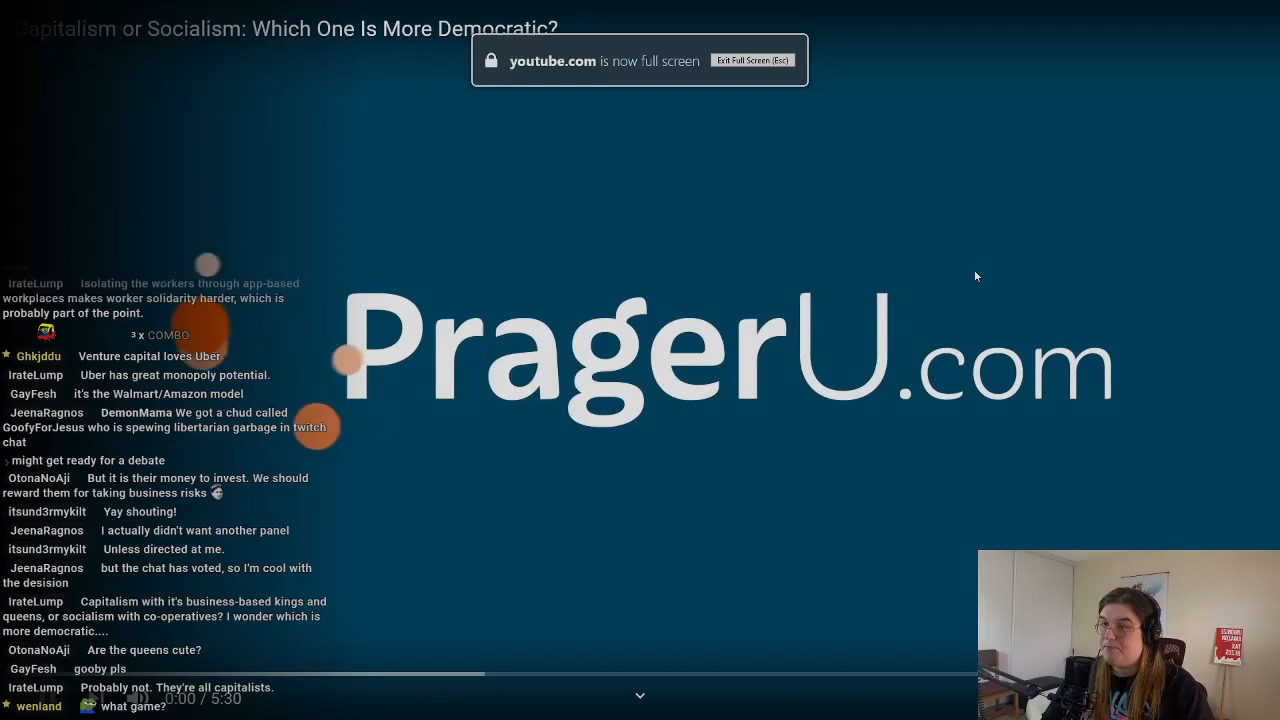 Capitalism or Socialism: Which One Is More Democratic?
youtube.com is now full screen
Exit Full Screen (Esc)
PragerU.com
IrateLump Isolating the workers through app-based
workplaces makes worker solidarity harder, which is
probably part of the point.
3 x COMBO
Ghkjddu Venture capital loves Uber
IrateLump Uber has great monopoly potential.
GayFesh it's the Walmart/Amazon model
JeenaRagnos DemonMama We got a chud called
GoofyForJesus who is spewing libertarian garbage in twitch
chat
might get ready for a debate
OtonaNoAji But it is their money to invest. We should
reward them for taking business risks
itsund3rmykilt Yay shouting!
JeenaRagnos I actually didn't want another panel
itsund3rmykilt Unless directed at me.
JeenaRagnos but the chat has voted, so I'm cool with
the desision
IrateLump Capitalism with it's business-based kings and
queens, or socialism with co-operatives? I wonder which is
more democratic....
OtonaNoAji Are the queens cute?
GayFesh gooby pls
IrateLump Probably not. They're all capitalists.
wenland what game?
0:00 / 5:30